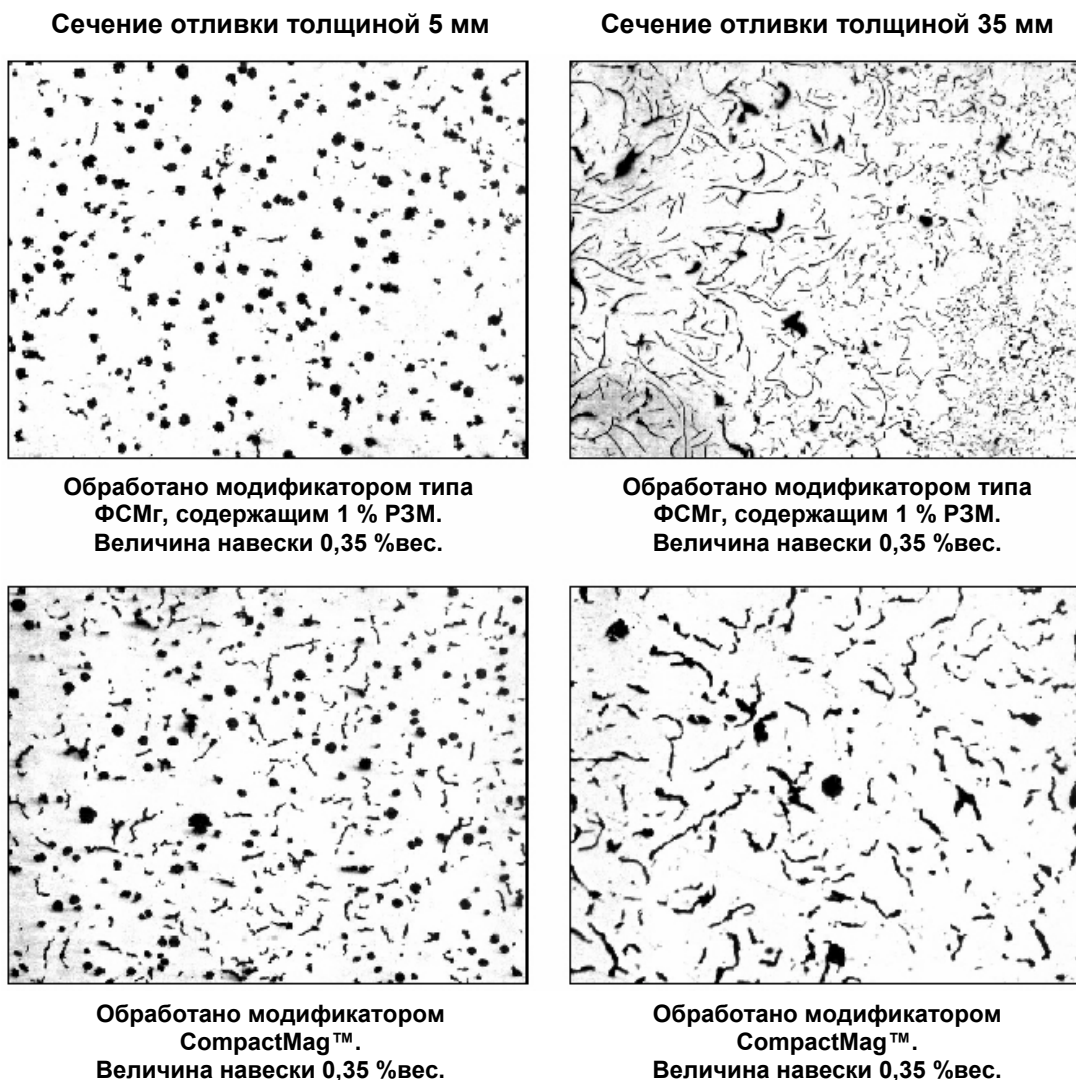 Сечение отливки толщиной 5 мм
Сечение отливки толщиной 35 мм
Обработано модификатором типа
ФСМг, содержащим 1 % РЗМ.
Величина навески 0,35 %вес.
Обработано модификатором типа
ФСМг, содержащим 1 % РЗМ.
Величина навески 0,35 %вес.
Обработано модификатором
CompactMag™.
Величина навески 0,35 %вес.
Обработано модификатором
CompactMag™.
Величина навески 0,35 %вес.